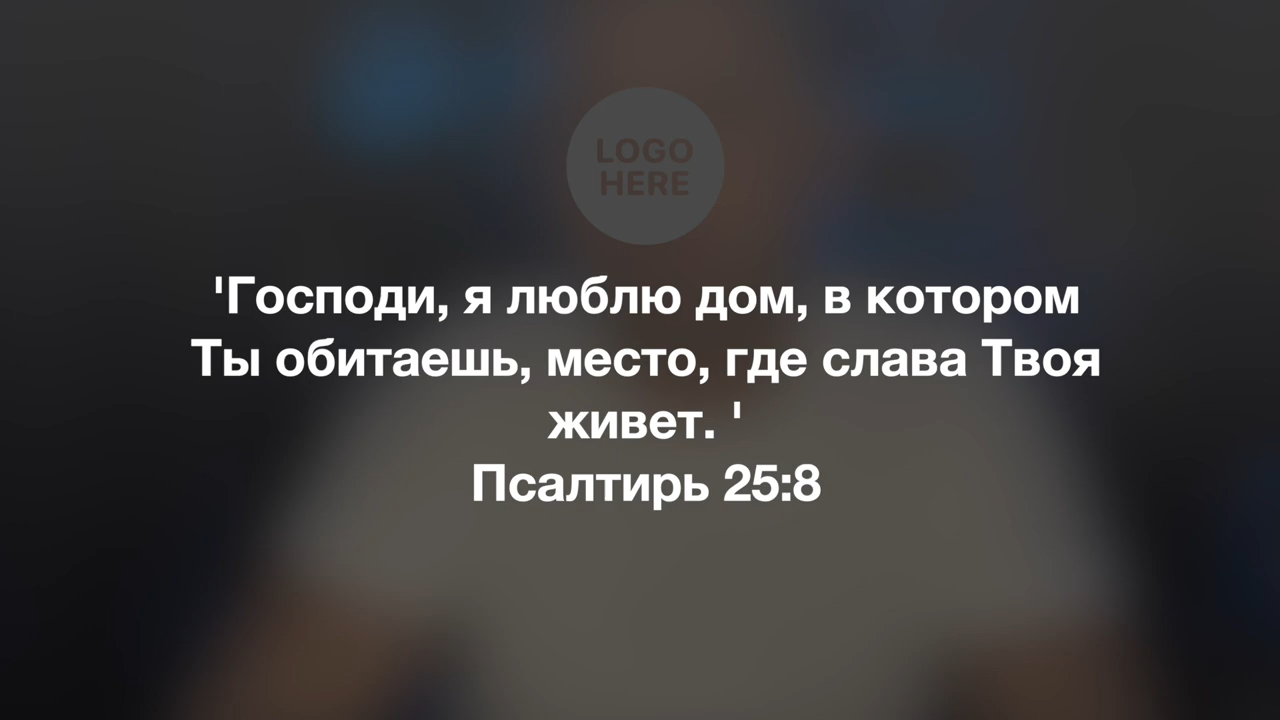 LOGO
HERE
'Господи, я люблю дом, в котором
Ты обитаешь, место, где слава Твоя
живет. '
Псалтирь 25:8